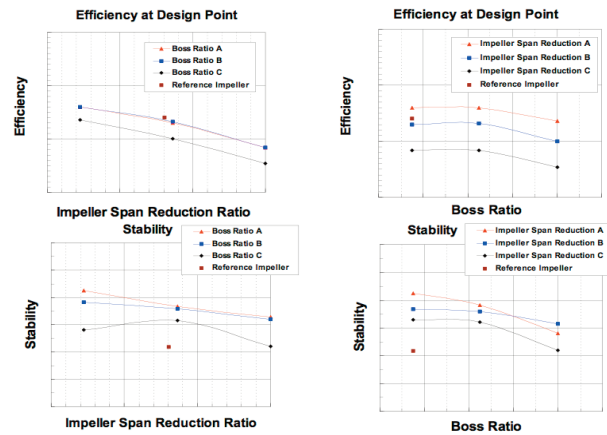 Efficiency at Design Point
Boss Ratio A
Boss Ratio B
Boss Ratio C
Reference Impeller
Efficiency
Impeller Span Reduction Ratio
Efficiency at Design Point
Impeller Span Reduction A
Impeller Span Reduction B
Impeller Span Reduction C
Reference Impeller
Efficiency
Boss Ratio
Stability
Boss Ratio A
Boss Ratio B
Boss Ratio C
Reference Impeller
Stability
Impeller Span Reduction Ratio
Stability
Impeller Span Reduction A
Impeller Span Reduction B
Impeller Span Reduction C
Reference Impeller
Stability
Boss Ratio